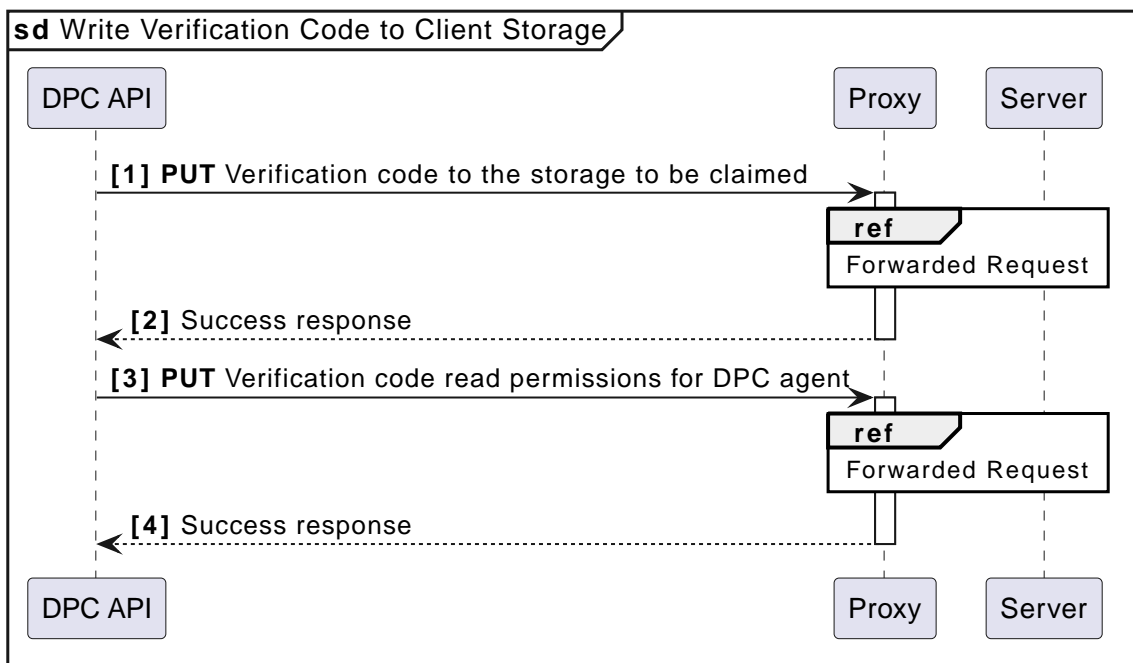 sd Write Verification Code to Client Storage
DPC API Proxy Server
[1] PUT Verification code to the storage to be claimed
ref
Forwarded Request
[2] Success response
[3] PUT Verification code read permissions for DPC agent
ref
Forwarded Request
[4] Success response
DPC API Proxy Server